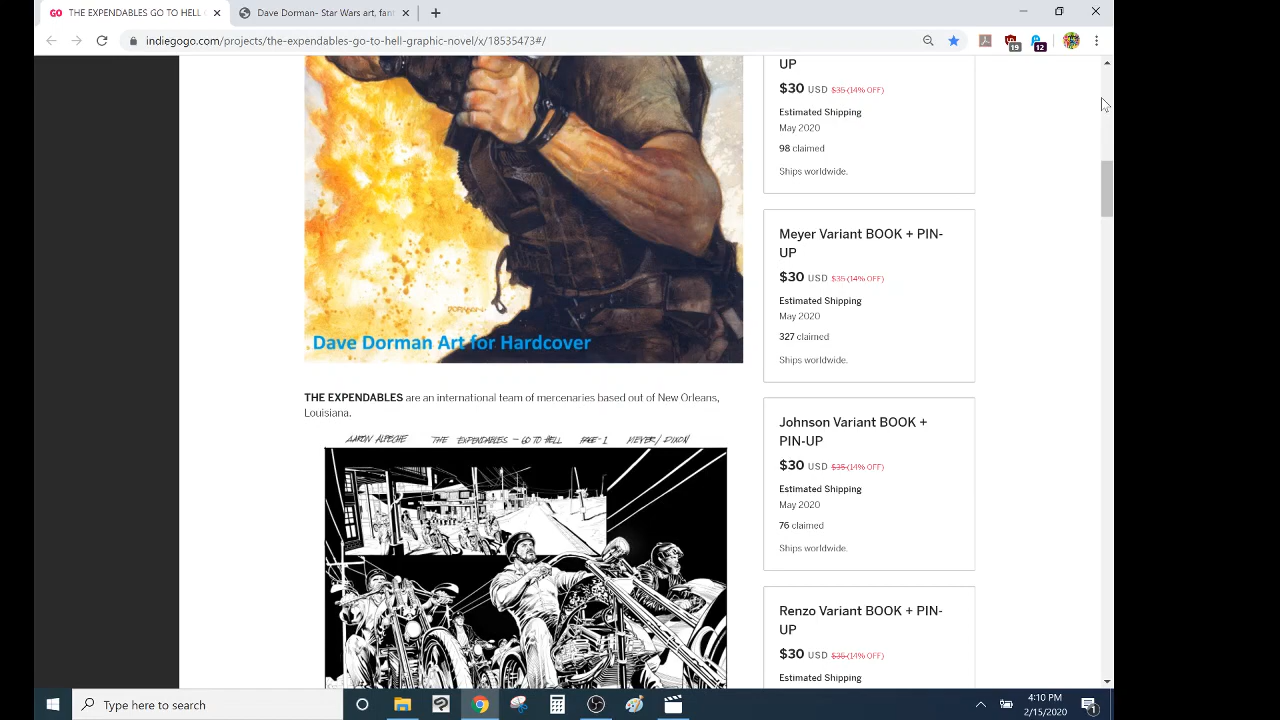 THE EXPENDABLES GO TO HELL
Dave Dorman- Star Wars art, fant
indiegogo.com/projects/the-expendables-go-to-hell-graphic-novel/x/18535473#/
19
12
UP
$30 USD $35 (14% OFF)
Estimated Shipping
May 2020
98 claimed
Ships worldwide.
Meyer Variant BOOK + PIN-
UP
$30 USD $35 (14% OFF)
Estimated Shipping
May 2020
327 claimed
Ships worldwide.
Johnson Variant BOOK +
PIN-UP
$30 USD $35 (14% OFF)
Estimated Shipping
May 2020
76 claimed
Ships worldwide.
Renzo Variant BOOK + PIN-
UP
$30 USD $35 (14% OFF)
Estimated Shipping
DORMAN
Dave Dorman Art for Hardcover
THE EXPENDABLES are an international team of mercenaries based out of New Orleans,
Louisiana.
AARON ALPECHE THE EXPENDABLES - GO TO HELL PAGE-1 MEYER/DIXON
Type here to search
4:10 PM
2/15/2020
1